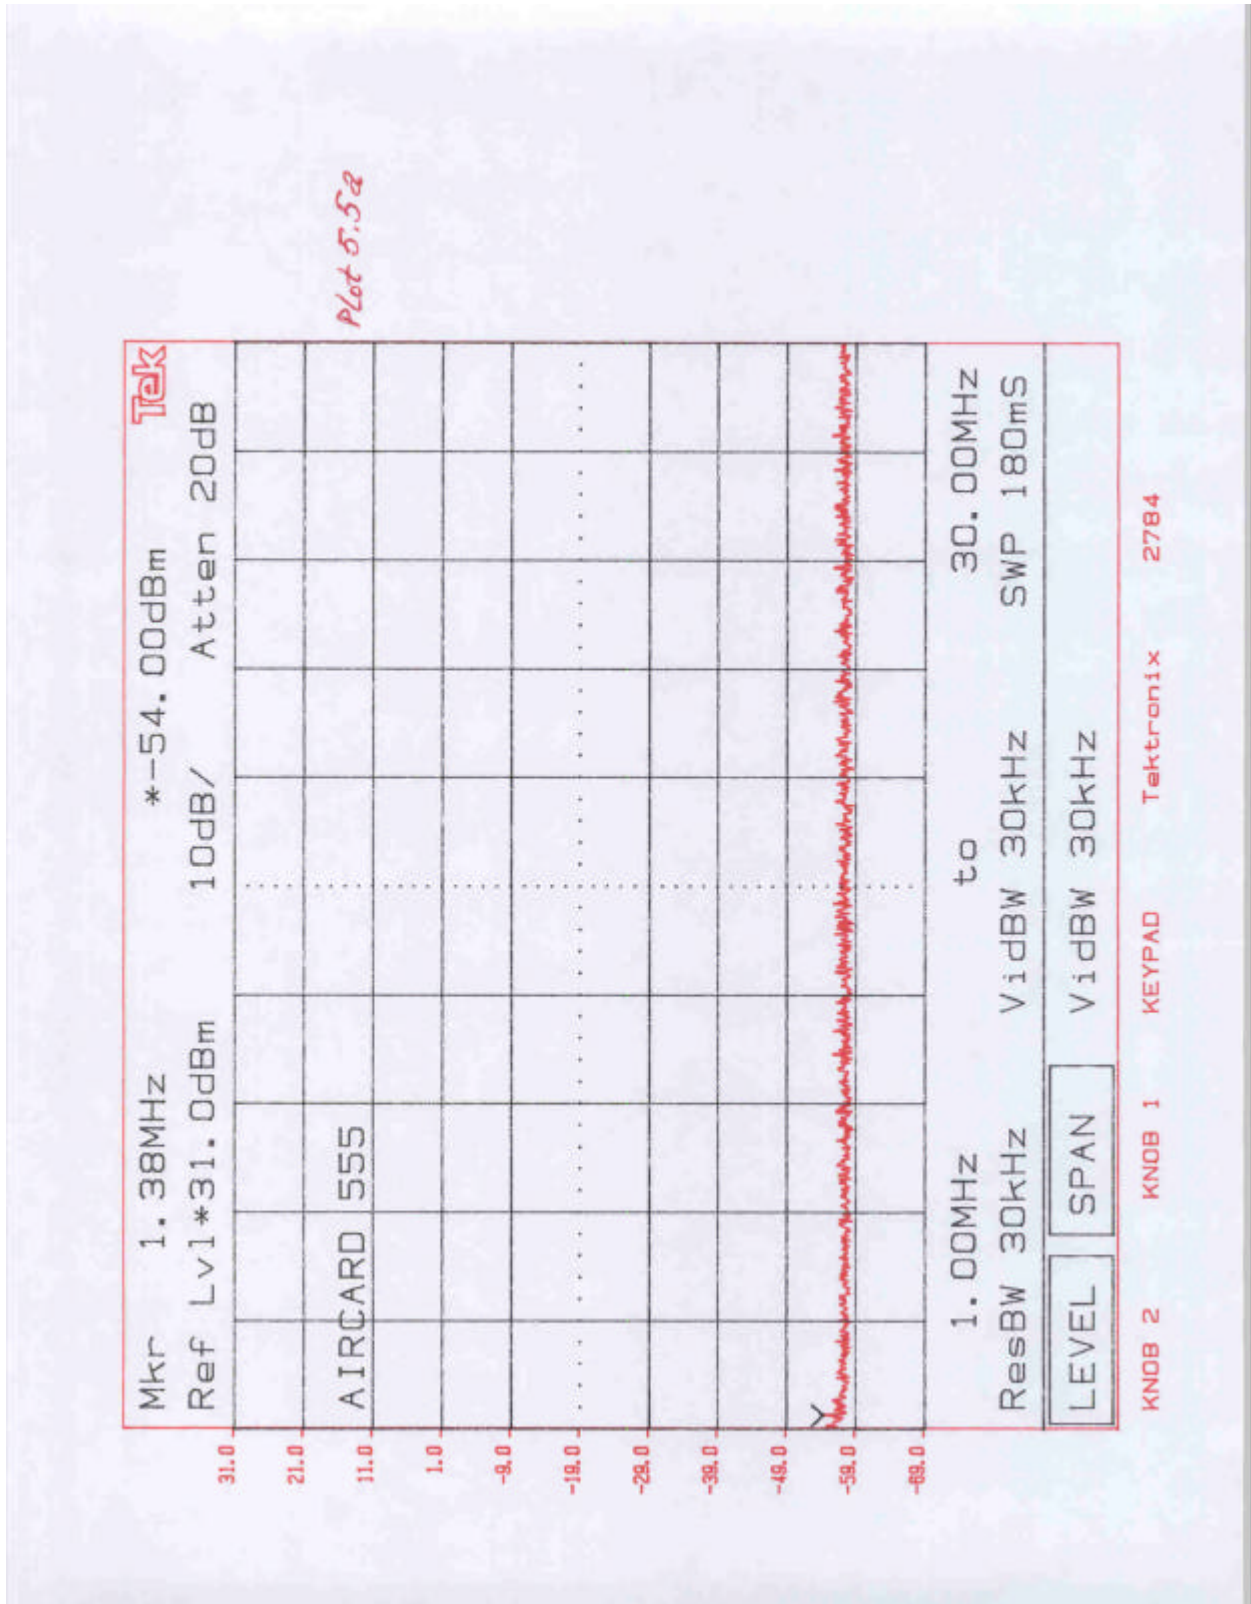 Mkr 1.38MHz *-54.00dBm Tek
Ref Lvl*31.0dBm 10dB/ Atten 20dB
31.0
21.0
AIRCARD 555
11.0
Plot 5.5a
1.0
-9.0
-19.0
-29.0
-39.0
-49.0
-59.0
-69.0
1.00MHz to 30.00MHz
ResBW 30kHz VidBW 30kHz SWP 180mS
LEVEL SPAN VidBW 30kHz
KNOB 2 KNOB 1 KEYPAD Tektronix 2784